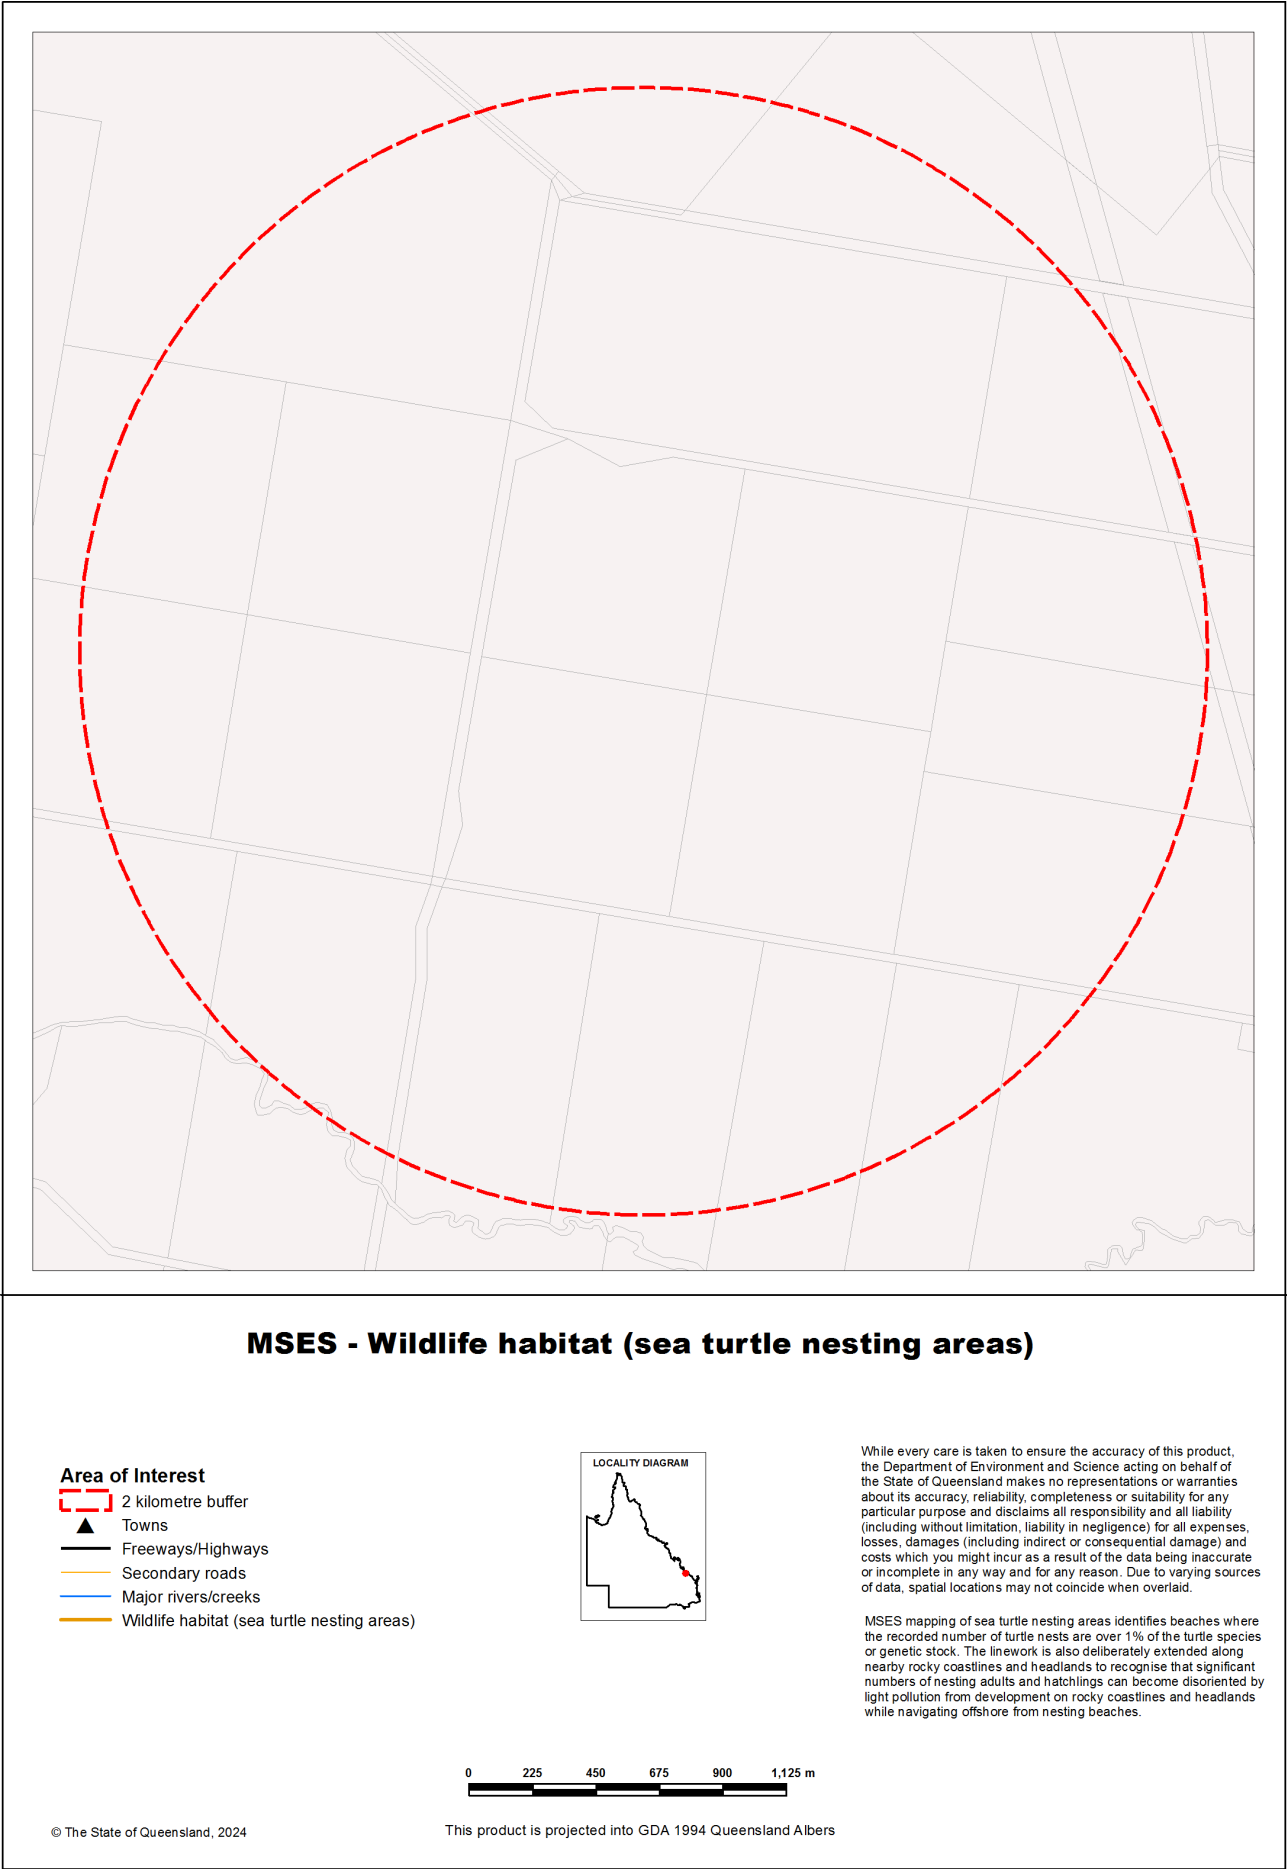 MSES - Wildlife habitat (sea turtle nesting areas)
Area of Interest
2 kilometre buffer
Towns
Freeways/Highways
Secondary roads
Major rivers/creeks
Wildlife habitat (sea turtle nesting areas)
LOCALITY DIAGRAM
While every care is taken to ensure the accuracy of this product,
the Department of Environment and Science acting on behalf of
the State of Queensland makes no representations or warranties
about its accuracy, reliability, completeness or suitability for any
particular purpose and disclaims all responsibility and all liability
(including without limitation, liability in negligence) for all expenses,
losses, damages (including indirect or consequential damage) and
costs which you might incur as a result of the data being inaccurate
or incomplete in any way and for any reason. Due to varying sources
of data, spatial locations may not coincide when overlaid.
MSES mapping of sea turtle nesting areas identifies beaches where
the recorded number of turtle nests are over 1% of the turtle species
or genetic stock. The linework is also deliberately extended along
nearby rocky coastlines and headlands to recognise that significant
numbers of nesting adults and hatchlings can become disoriented by
light pollution from development on rocky coastlines and headlands
while navigating offshore from nesting beaches.
0 225 450 675 900 1,125 m
© The State of Queensland, 2024
This product is projected into GDA 1994 Queensland Albers